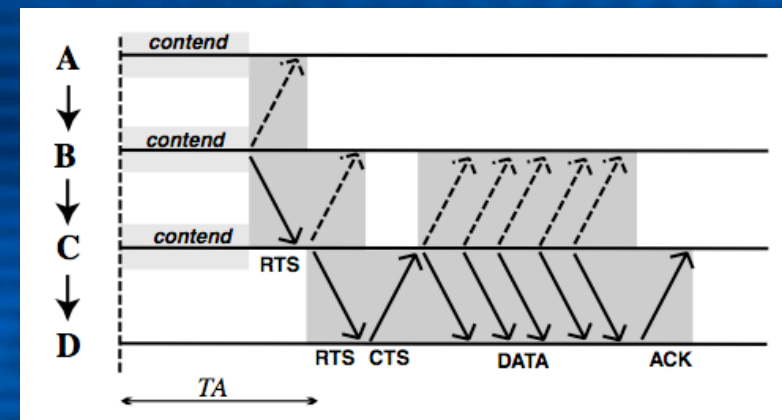 contend
A
contend
B
contend
C
RTS
D
RTS CTS DATA ACK
TA